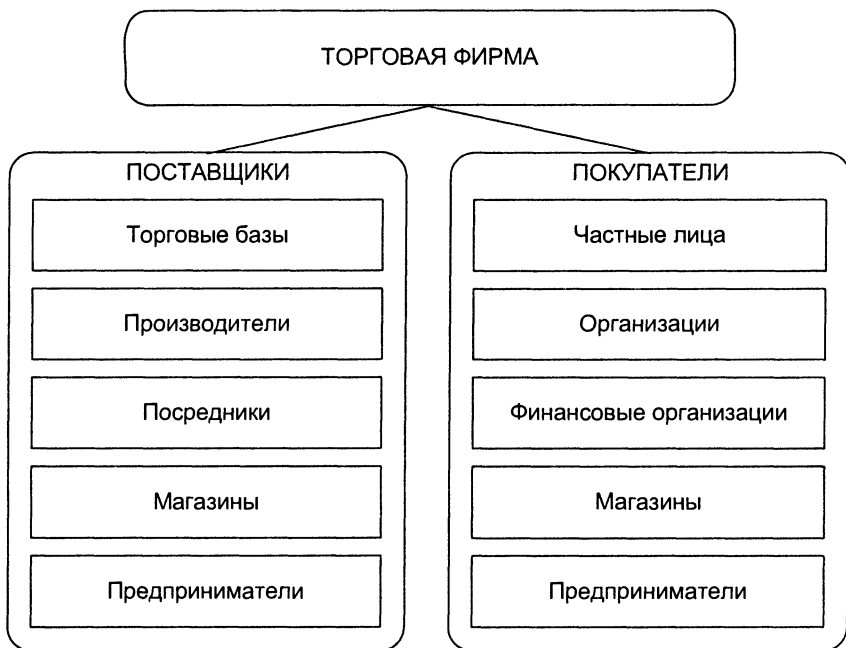 ТОРГОВАЯ ФИРМА
ПОСТАВЩИКИ
Торговые базы
Производители
Посредники
Магазины
Предприниматели
ПОКУПАТЕЛИ
Частные лица
Организации
Финансовые организации
Магазины
Предприниматели